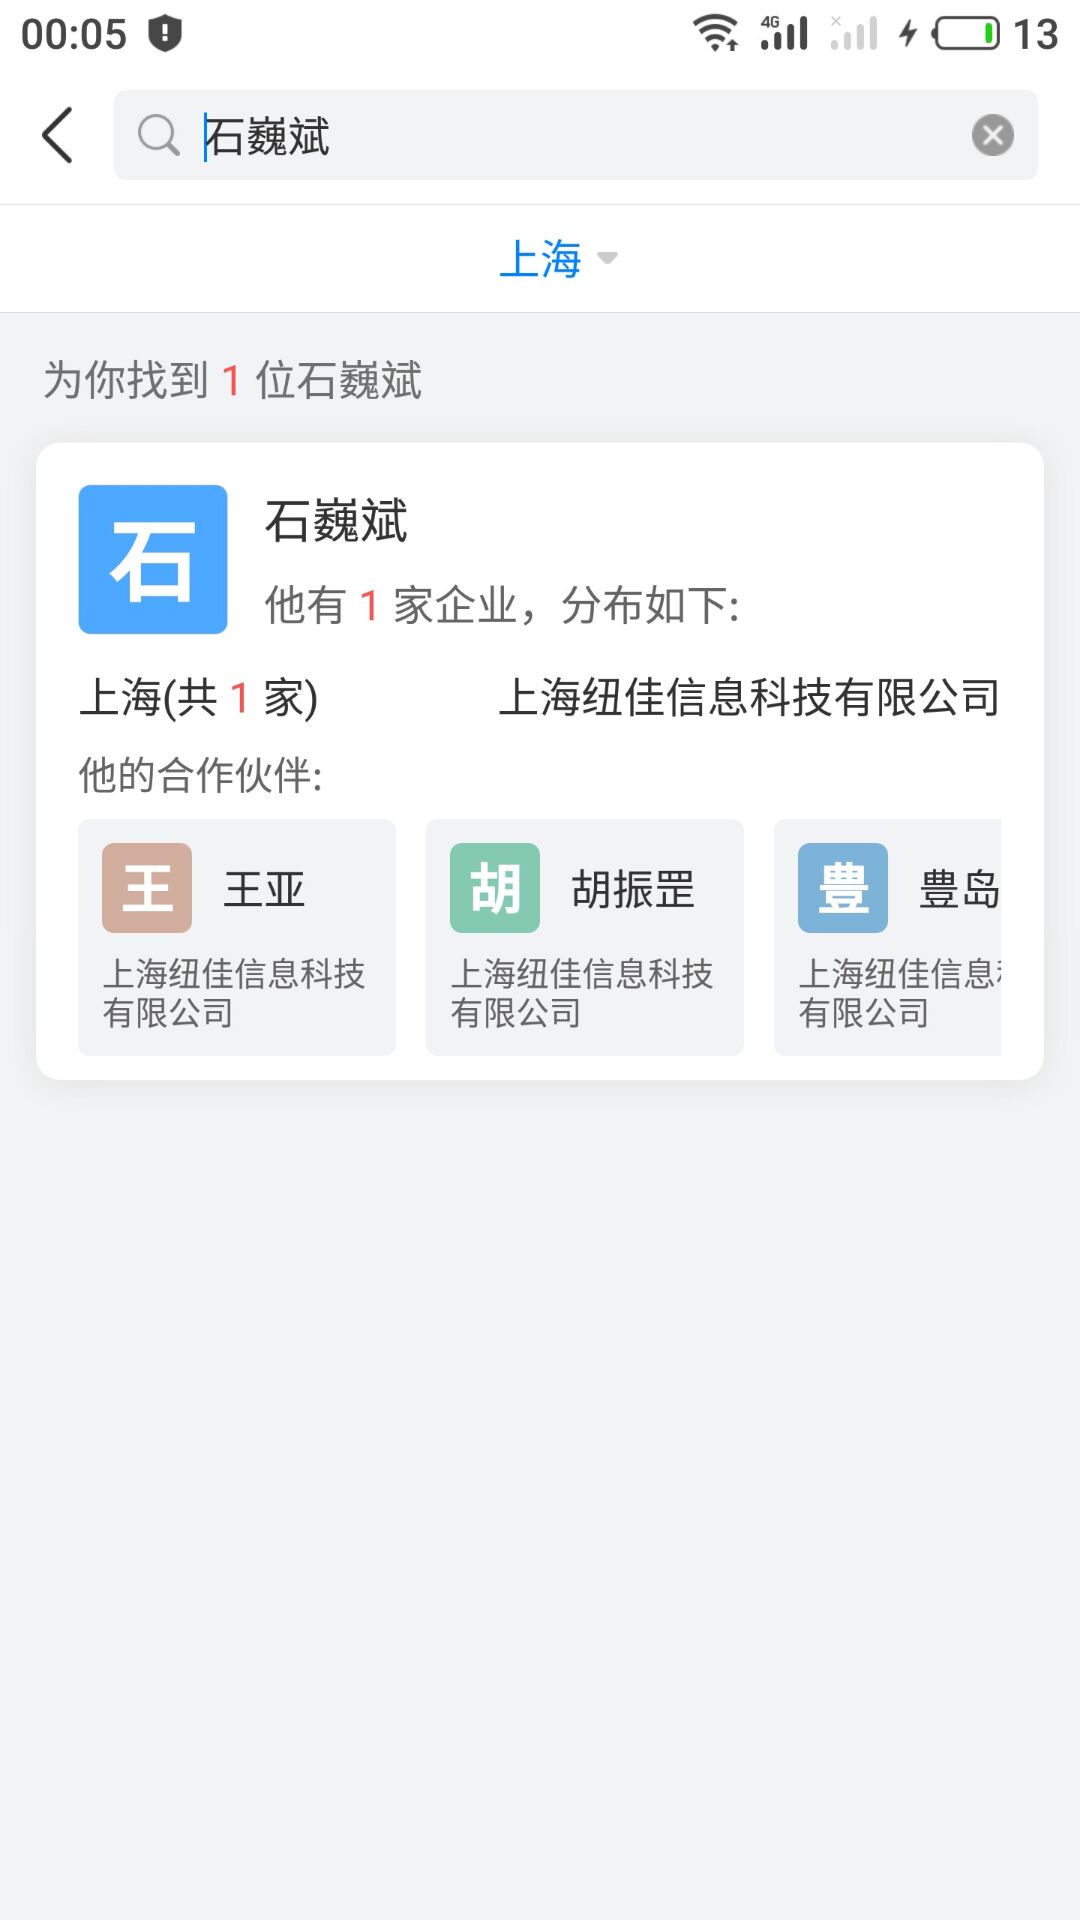 00:05 4G 13
石巍斌
上海
为你找到 1 位石巍斌
石
石巍斌
他有 1 家企业，分布如下:
上海(共 1 家)
上海纽佳信息科技有限公司
他的合作伙伴:
王 王亚
上海纽佳信息科技
有限公司
胡 胡振罡
上海纽佳信息科技
有限公司
豊 豊岛
上海纽佳信息
有限公司